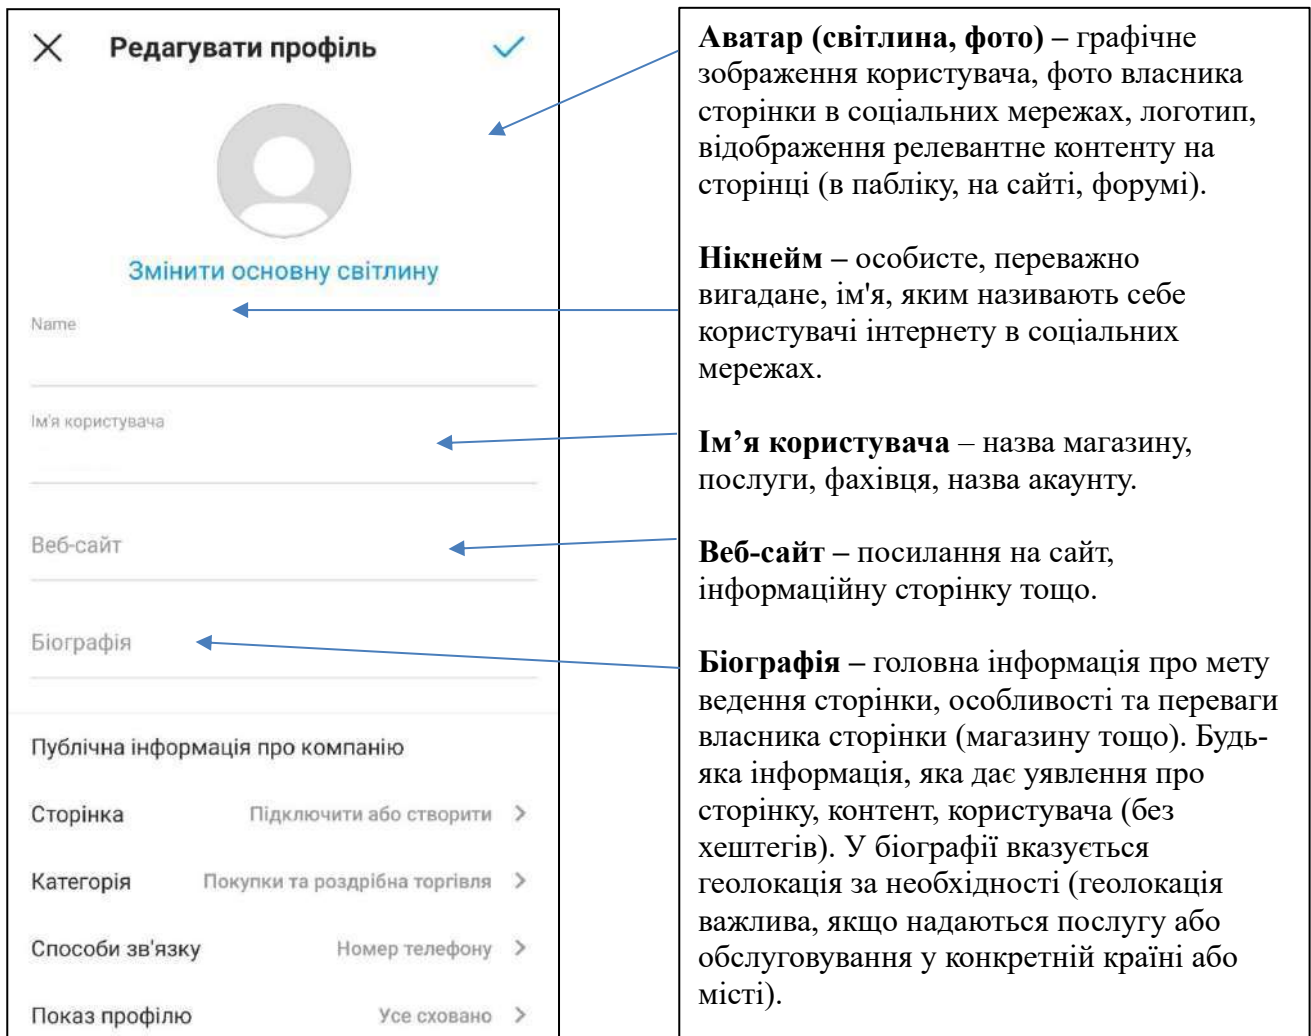 Редагувати профіль
Змінити основну світлину
Name
Ім'я користувача
Веб-сайт
Біографія
Публічна інформація про компанію
Сторінка Підключити або створити
Категорія Покупки та роздрібна торгівля
Способи зв'язку Номер телефону
Показ профілю Усе сховано
Аватар (світлина, фото) – графічне
зображення користувача, фото власника
сторінки в соціальних мережах, логотип,
відображення релевантне контенту на
сторінці (в пабліку, на сайті, форумі).
Нікнейм – особисте, переважно
вигадане, ім'я, яким називають себе
користувачі інтернету в соціальних
мережах.
Ім’я користувача – назва магазину,
послуги, фахівця, назва акаунту.
Веб-сайт – посилання на сайт,
інформаційну сторінку тощо.
Біографія – головна інформація про мету
ведення сторінки, особливості та переваги
власника сторінки (магазину тощо). Будь-
яка інформація, яка дає уявлення про
сторінку, контент, користувача (без
хештегів). У біографії вказується
геолокація за необхідності (геолокація
важлива, якщо надаються послугу або
обслуговування у конкретній країні або
місті).